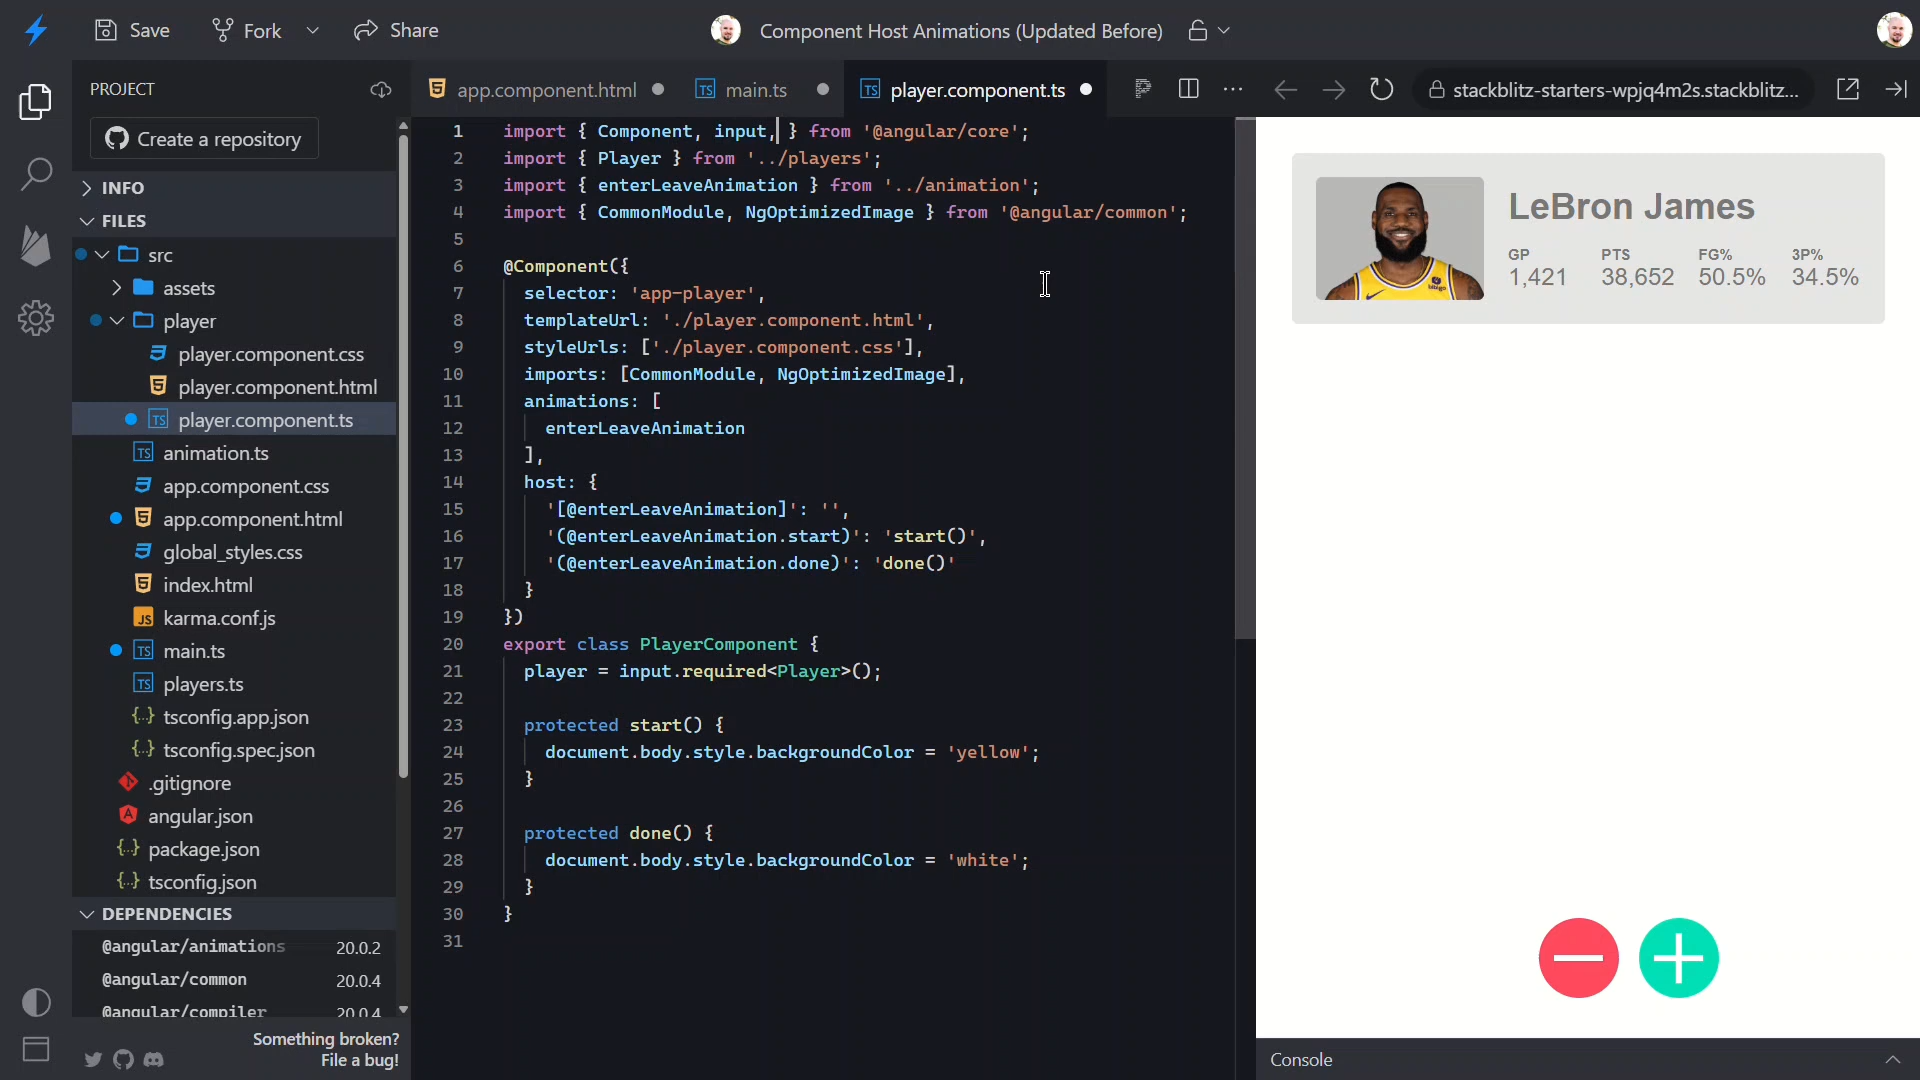 Save
Fork
Share
Component Host Animations (Updated Before)
PROJECT
Create a repository
INFO
FILES
src
assets
player
player.component.css
player.component.html
TS player.component.ts
TS animation.ts
app.component.css
app.component.html
global_styles.css
index.html
JS karma.conf.js
TS main.ts
TS players.ts
{..} tsconfig.app.json
{..} tsconfig.spec.json
.gitignore
angular.json
{..} package.json
{..} tsconfig.json
DEPENDENCIES
@angular/animations 20.0.2
@angular/common 20.0.4
@angular/compiler 20.0.4
Something broken?
File a bug!
app.component.html
TS main.ts
TS player.component.ts
1 import { Component, input, } from '@angular/core';
2 import { Player } from '../players';
3 import { enterLeaveAnimation } from '../animation';
4 import { CommonModule, NgOptimizedImage } from '@angular/common';
5
6 @Component({
7 selector: 'app-player',
8 templateUrl: './player.component.html',
9 styleUrls: ['./player.component.css'],
10 imports: [CommonModule, NgOptimizedImage],
11 animations: [
12 enterLeaveAnimation
13 ],
14 host: {
15 '[@enterLeaveAnimation]': '',
16 '(@enterLeaveAnimation.start)': 'start()',
17 '(@enterLeaveAnimation.done)': 'done()'
18 }
19 })
20 export class PlayerComponent {
21 player = input.required<Player>();
22
23 protected start() {
24 document.body.style.backgroundColor = 'yellow';
25 }
26
27 protected done() {
28 document.body.style.backgroundColor = 'white';
29 }
30 }
31
stackblitz-starters-wpjq4m2s.stackblitz...
LeBron James
GP PTS FG% 3P%
1,421 38,652 50.5% 34.5%
Console